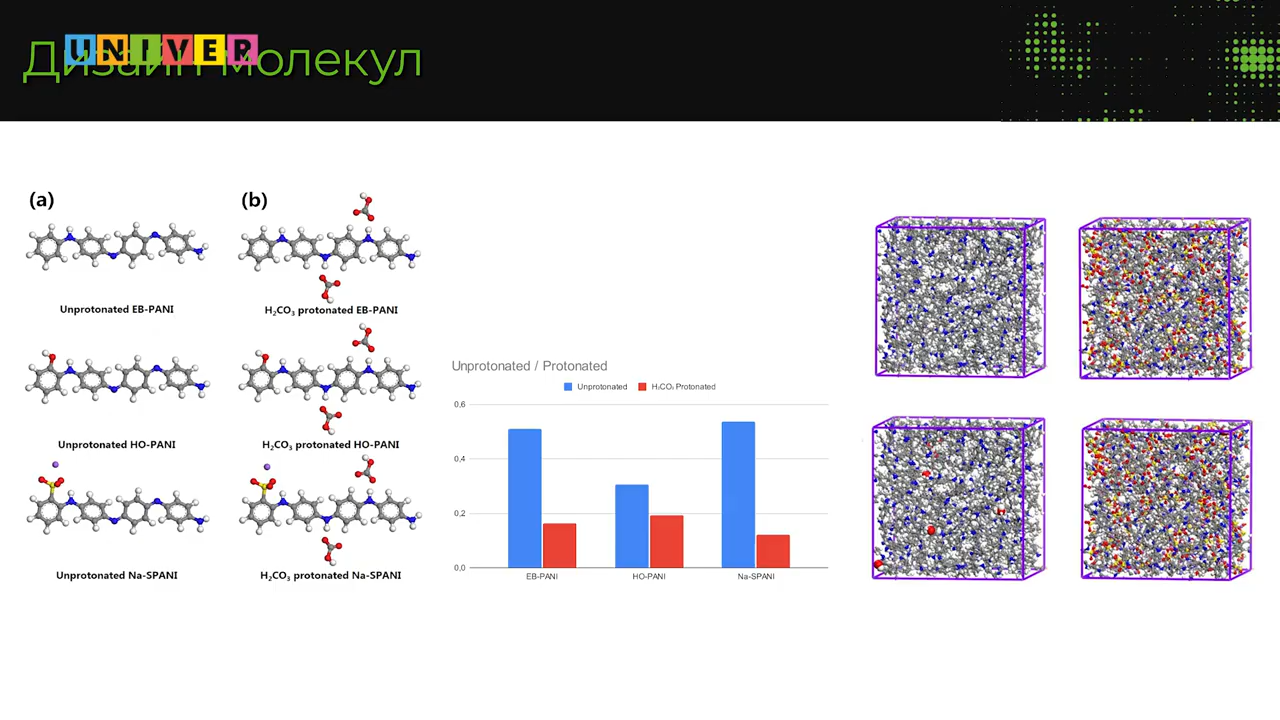 Дизайн молекул
UNIVER
(a)
(b)
Unprotonated EB-PANI
H₂CO₃ protonated EB-PANI
Unprotonated HO-PANI
H₂CO₃ protonated HO-PANI
Unprotonated Na-SPANI
H₂CO₃ protonated Na-SPANI
Unprotonated / Protonated
Unprotonated
H₂CO₃ Protonated
0,6
0,4
0,2
0,0
EB-PANI
HO-PANI
Na-SPANI